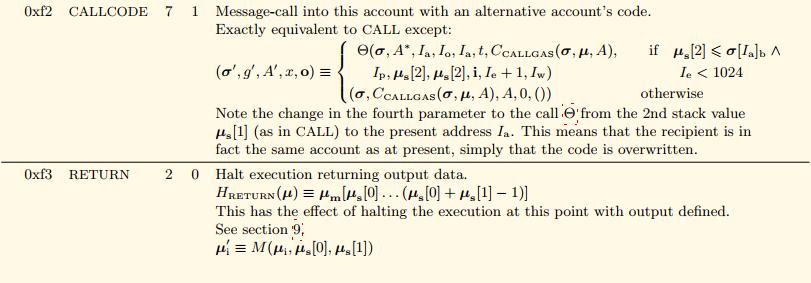 0xf2 CALLCODE 7 1 Message-call into this account with an alternative account's code.
Exactly equivalent to CALL except:
(σ′, g′, A′, x, o) ≡ { Θ(σ, A*, Iₐ, Iₒ, Iₐ, t, C_CALLGAS(σ, μ, A), if μₛ[2] ⩽ σ[Iₐ]b ∧
Iₚ, μₛ[2], μₛ[2], i, Iₑ + 1, I_w) Iₑ < 1024
(σ, C_CALLGAS(σ, μ, A), A, 0, ()) otherwise
Note the change in the fourth parameter to the call Θ from the 2nd stack value
μₛ[1] (as in CALL) to the present address Iₐ. This means that the recipient is in
fact the same account as at present, simply that the code is overwritten.
0xf3 RETURN 2 0 Halt execution returning output data.
H_RETURN(μ) ≡ μₘ[μₛ[0] … (μₛ[0] + μₛ[1] − 1)]
This has the effect of halting the execution at this point with output defined.
See section 9.
μ′ᵢ ≡ M(μᵢ, μₛ[0], μₛ[1])